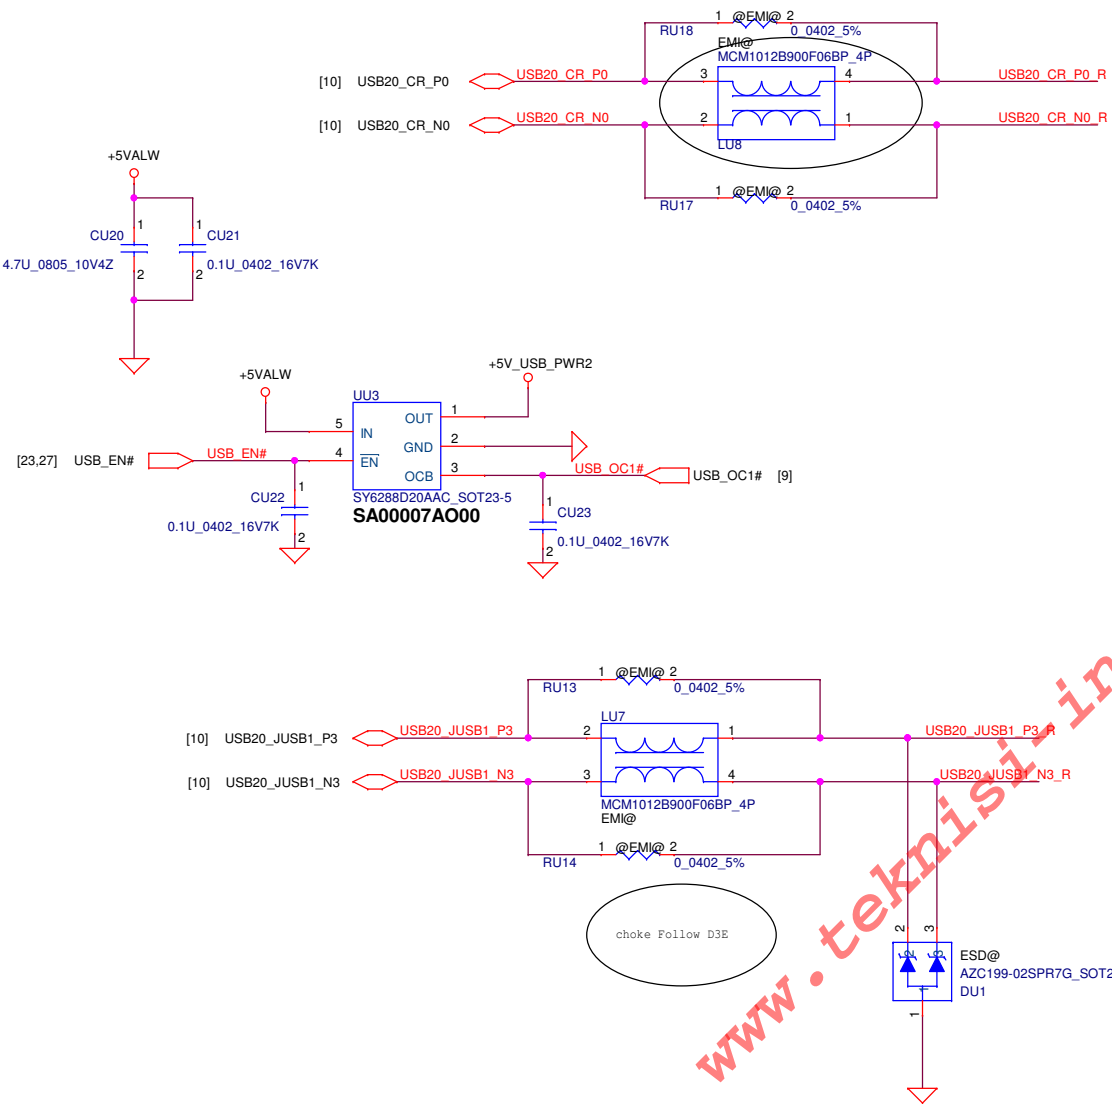 1 @EMI@ 2
RU18 0_0402_5%
EMI@
MCM1012B900F06BP_4P
[10] USB20_CR_P0 USB20_CR_P0 3 4 USB20_CR_P0_R
[10] USB20_CR_N0 USB20_CR_N0 2 1 USB20_CR_N0_R
LU8
1 @EMI@ 2
RU17 0_0402_5%
+5VALW
1 1
CU20 CU21
4.7U_0805_10V4Z 0.1U_0402_16V7K
2 2
+5VALW +5V_USB_PWR2
UU3
5 IN OUT 1
GND 2
[23,27] USB_EN# USB_EN# 4 EN
OCB 3 USB_OC1# USB_OC1# [9]
SY6288D20AAC_SOT23-5
SA00007AO00
1
CU22
0.1U_0402_16V7K
2
1
CU23
0.1U_0402_16V7K
2
1 @EMI@ 2
RU13 0_0402_5%
LU7
[10] USB20_JUSB1_P3 USB20_JUSB1_P3 2 1 USB20_JUSB1_P3_R
[10] USB20_JUSB1_N3 USB20_JUSB1_N3 3 4 USB20_JUSB1_N3_R
MCM1012B900F06BP_4P
EMI@
1 @EMI@ 2
RU14 0_0402_5%
choke Follow D3E
2 3
2 3
ESD@
AZC199-02SPR7G_SOT2
DU1
1
1
www.teknisi-in